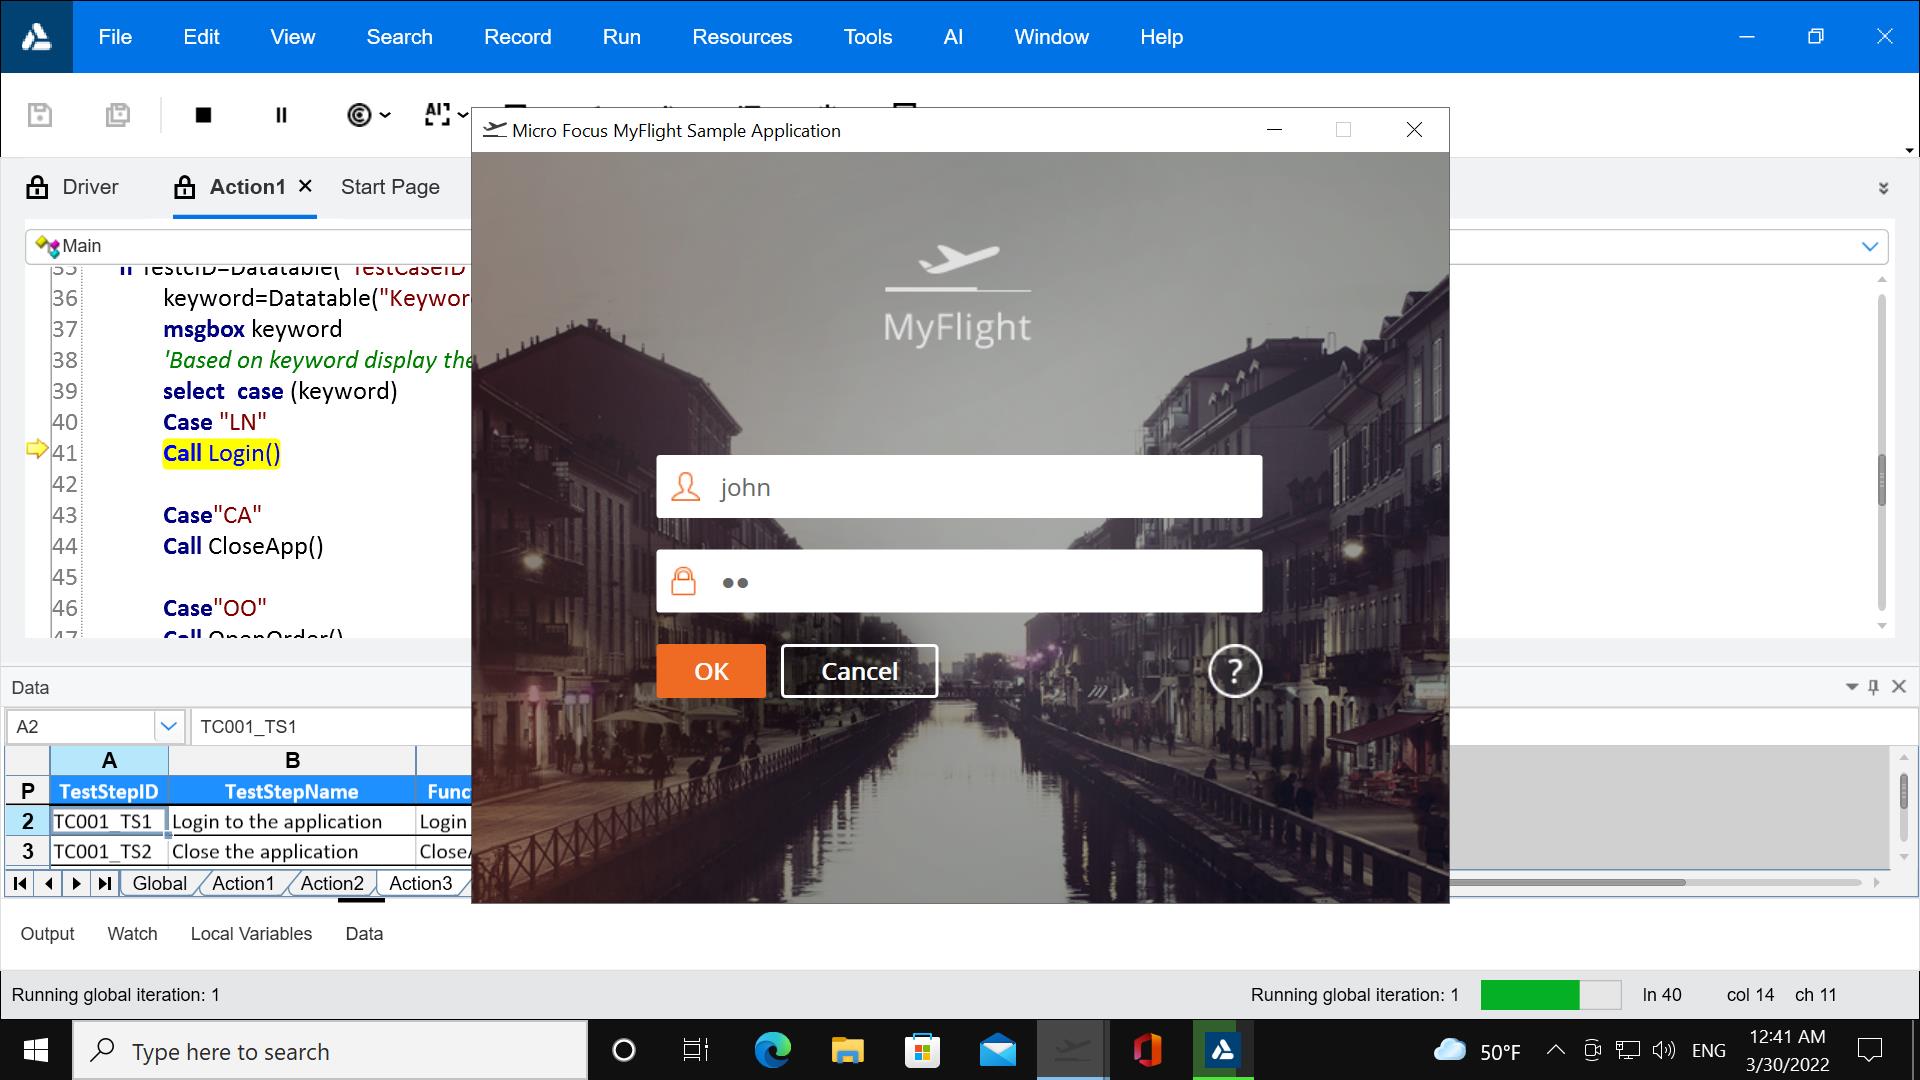 File Edit View Search Record Run Resources Tools AI Window Help
AI
Micro Focus MyFlight Sample Application
Driver Action1 Start Page
Main
35 If TestcID=Datatable("TestCaseID
36 keyword=Datatable("Keywor
37 msgbox keyword
38 'Based on keyword display the
39 select case (keyword)
40 Case "LN"
41 Call Login()
42
43 Case"CA"
44 Call CloseApp()
45
46 Case"OO"
47 Call OpenOrder()
MyFlight
john
OK Cancel ?
Data
A2 TC001_TS1
A B
P TestStepID TestStepName Func
2 TC001_TS1 Login to the application Login
3 TC001_TS2 Close the application CloseA
Global Action1 Action2 Action3
Output Watch Local Variables Data
Running global iteration: 1 Running global iteration: 1 ln 40 col 14 ch 11
Type here to search 50°F ENG 12:41 AM
3/30/2022